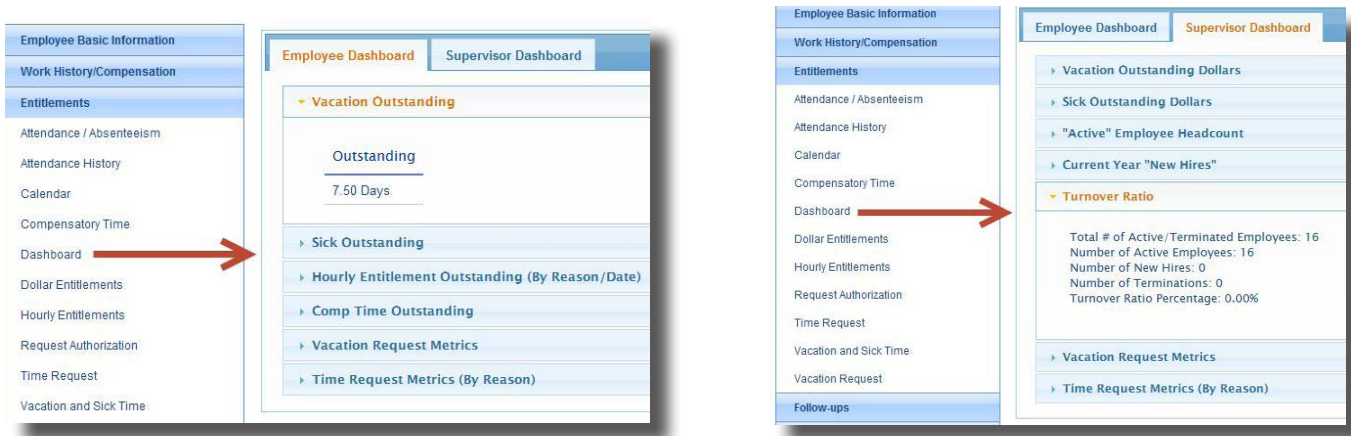 Employee Basic Information
Work History/Compensation
Entitlements
Attendance / Absenteeism
Attendance History
Calendar
Compensatory Time
Dashboard
Dollar Entitlements
Hourly Entitlements
Request Authorization
Time Request
Vacation and Sick Time
Employee Dashboard
Supervisor Dashboard
Vacation Outstanding
Outstanding
7.50 Days
Sick Outstanding
Hourly Entitlement Outstanding (By Reason/Date)
Comp Time Outstanding
Vacation Request Metrics
Time Request Metrics (By Reason)
Employee Basic Information
Work History/Compensation
Entitlements
Attendance / Absenteeism
Attendance History
Calendar
Compensatory Time
Dashboard
Dollar Entitlements
Hourly Entitlements
Request Authorization
Time Request
Vacation and Sick Time
Vacation Request
Follow-ups
Employee Dashboard
Supervisor Dashboard
Vacation Outstanding Dollars
Sick Outstanding Dollars
"Active" Employee Headcount
Current Year "New Hires"
Turnover Ratio
Total # of Active/Terminated Employees: 16
Number of Active Employees: 16
Number of New Hires: 0
Number of Terminations: 0
Turnover Ratio Percentage: 0.00%
Vacation Request Metrics
Time Request Metrics (By Reason)